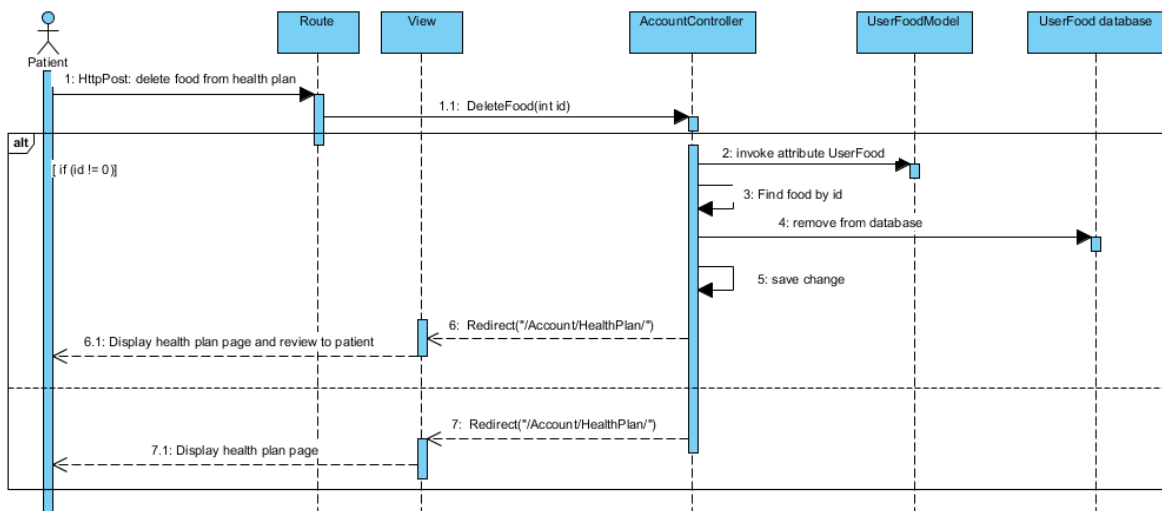 Route
View
AccountController
UserFoodModel
UserFood database
Patient
1: HttpPost: delete food from health plan
1.1: DeleteFood(int id)
alt
[ if (id != 0)]
2: invoke attribute UserFood
3: Find food by id
4: remove from database
5: save change
6: Redirect("/Account/HealthPlan/")
6.1: Display health plan page and review to patient
7: Redirect("/Account/HealthPlan/")
7.1: Display health plan page